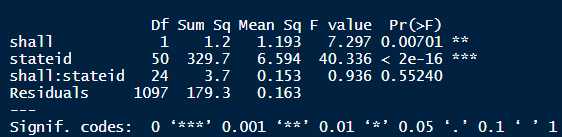 Df Sum Sq Mean Sq F value Pr(>F)
shall 1 1.2 1.193 7.297 0.00701 **
stateid 50 329.7 6.594 40.336 < 2e-16 ***
shall:stateid 24 3.7 0.153 0.936 0.55240
Residuals 1097 179.3 0.163
---
Signif. codes: 0 ‘***’ 0.001 ‘**’ 0.01 ‘*’ 0.05 ‘.’ 0.1 ‘ ’ 1